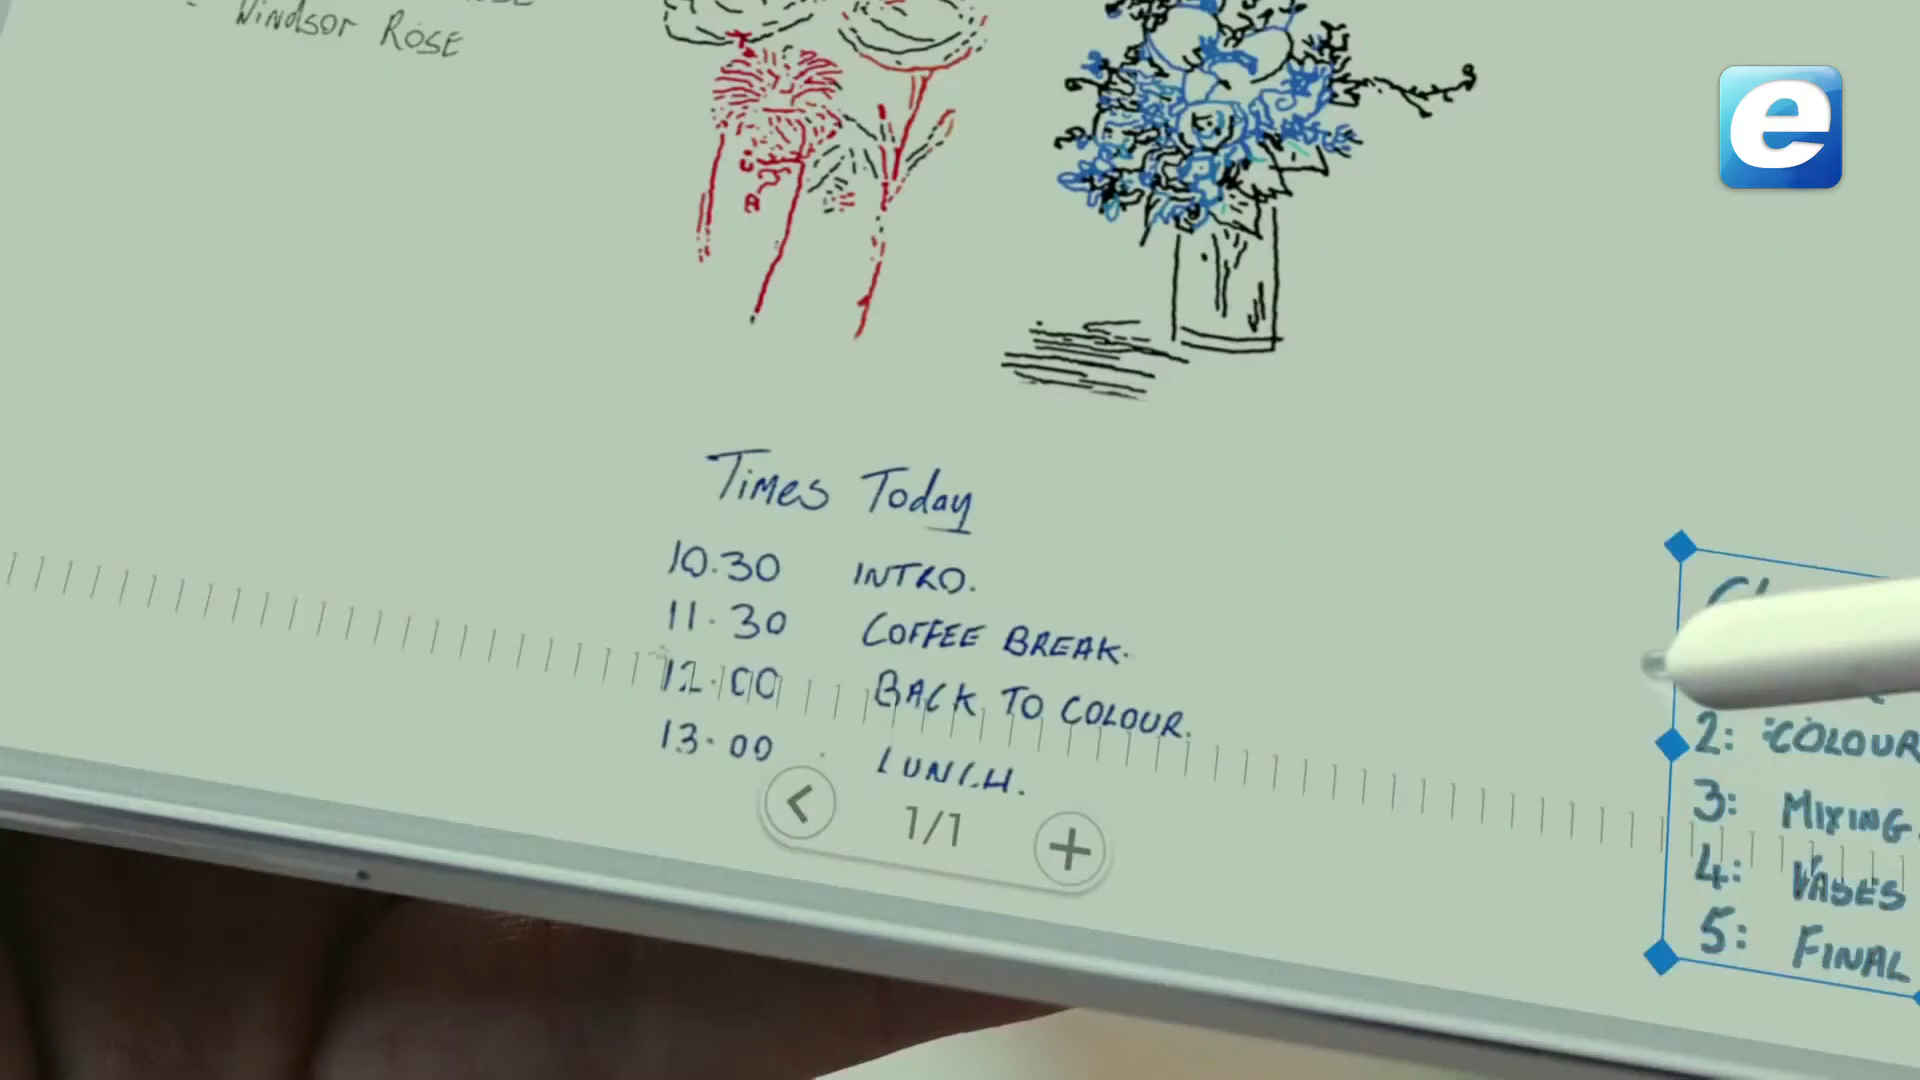 Windsor ROSE
e
Times Today
10.30 INTRO.
11.30 COFFEE BREAK.
12.00 BACK TO COLOUR.
13.00 LUNCH.
1/1
2: COLOUR
3: MIXING
4: VASES
5: FINAL